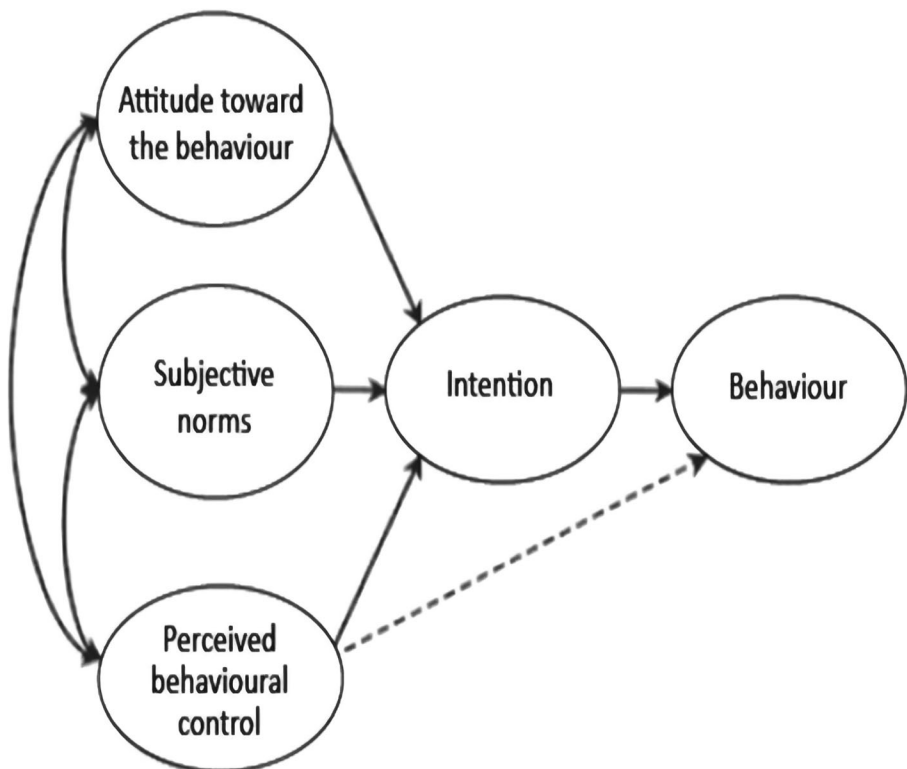 Attitude toward
the behaviour
Subjective
norms
Intention
Behaviour
Perceived
behavioural
control